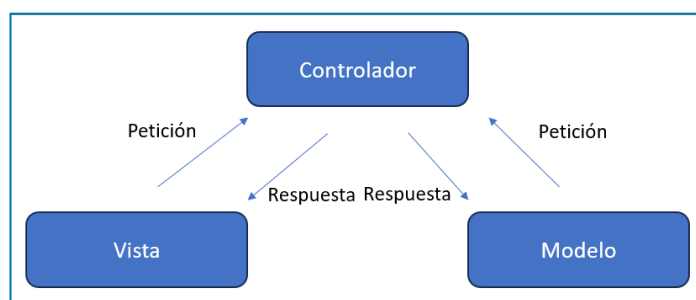 Controlador
Petición
Petición
Respuesta
Respuesta
Vista
Modelo